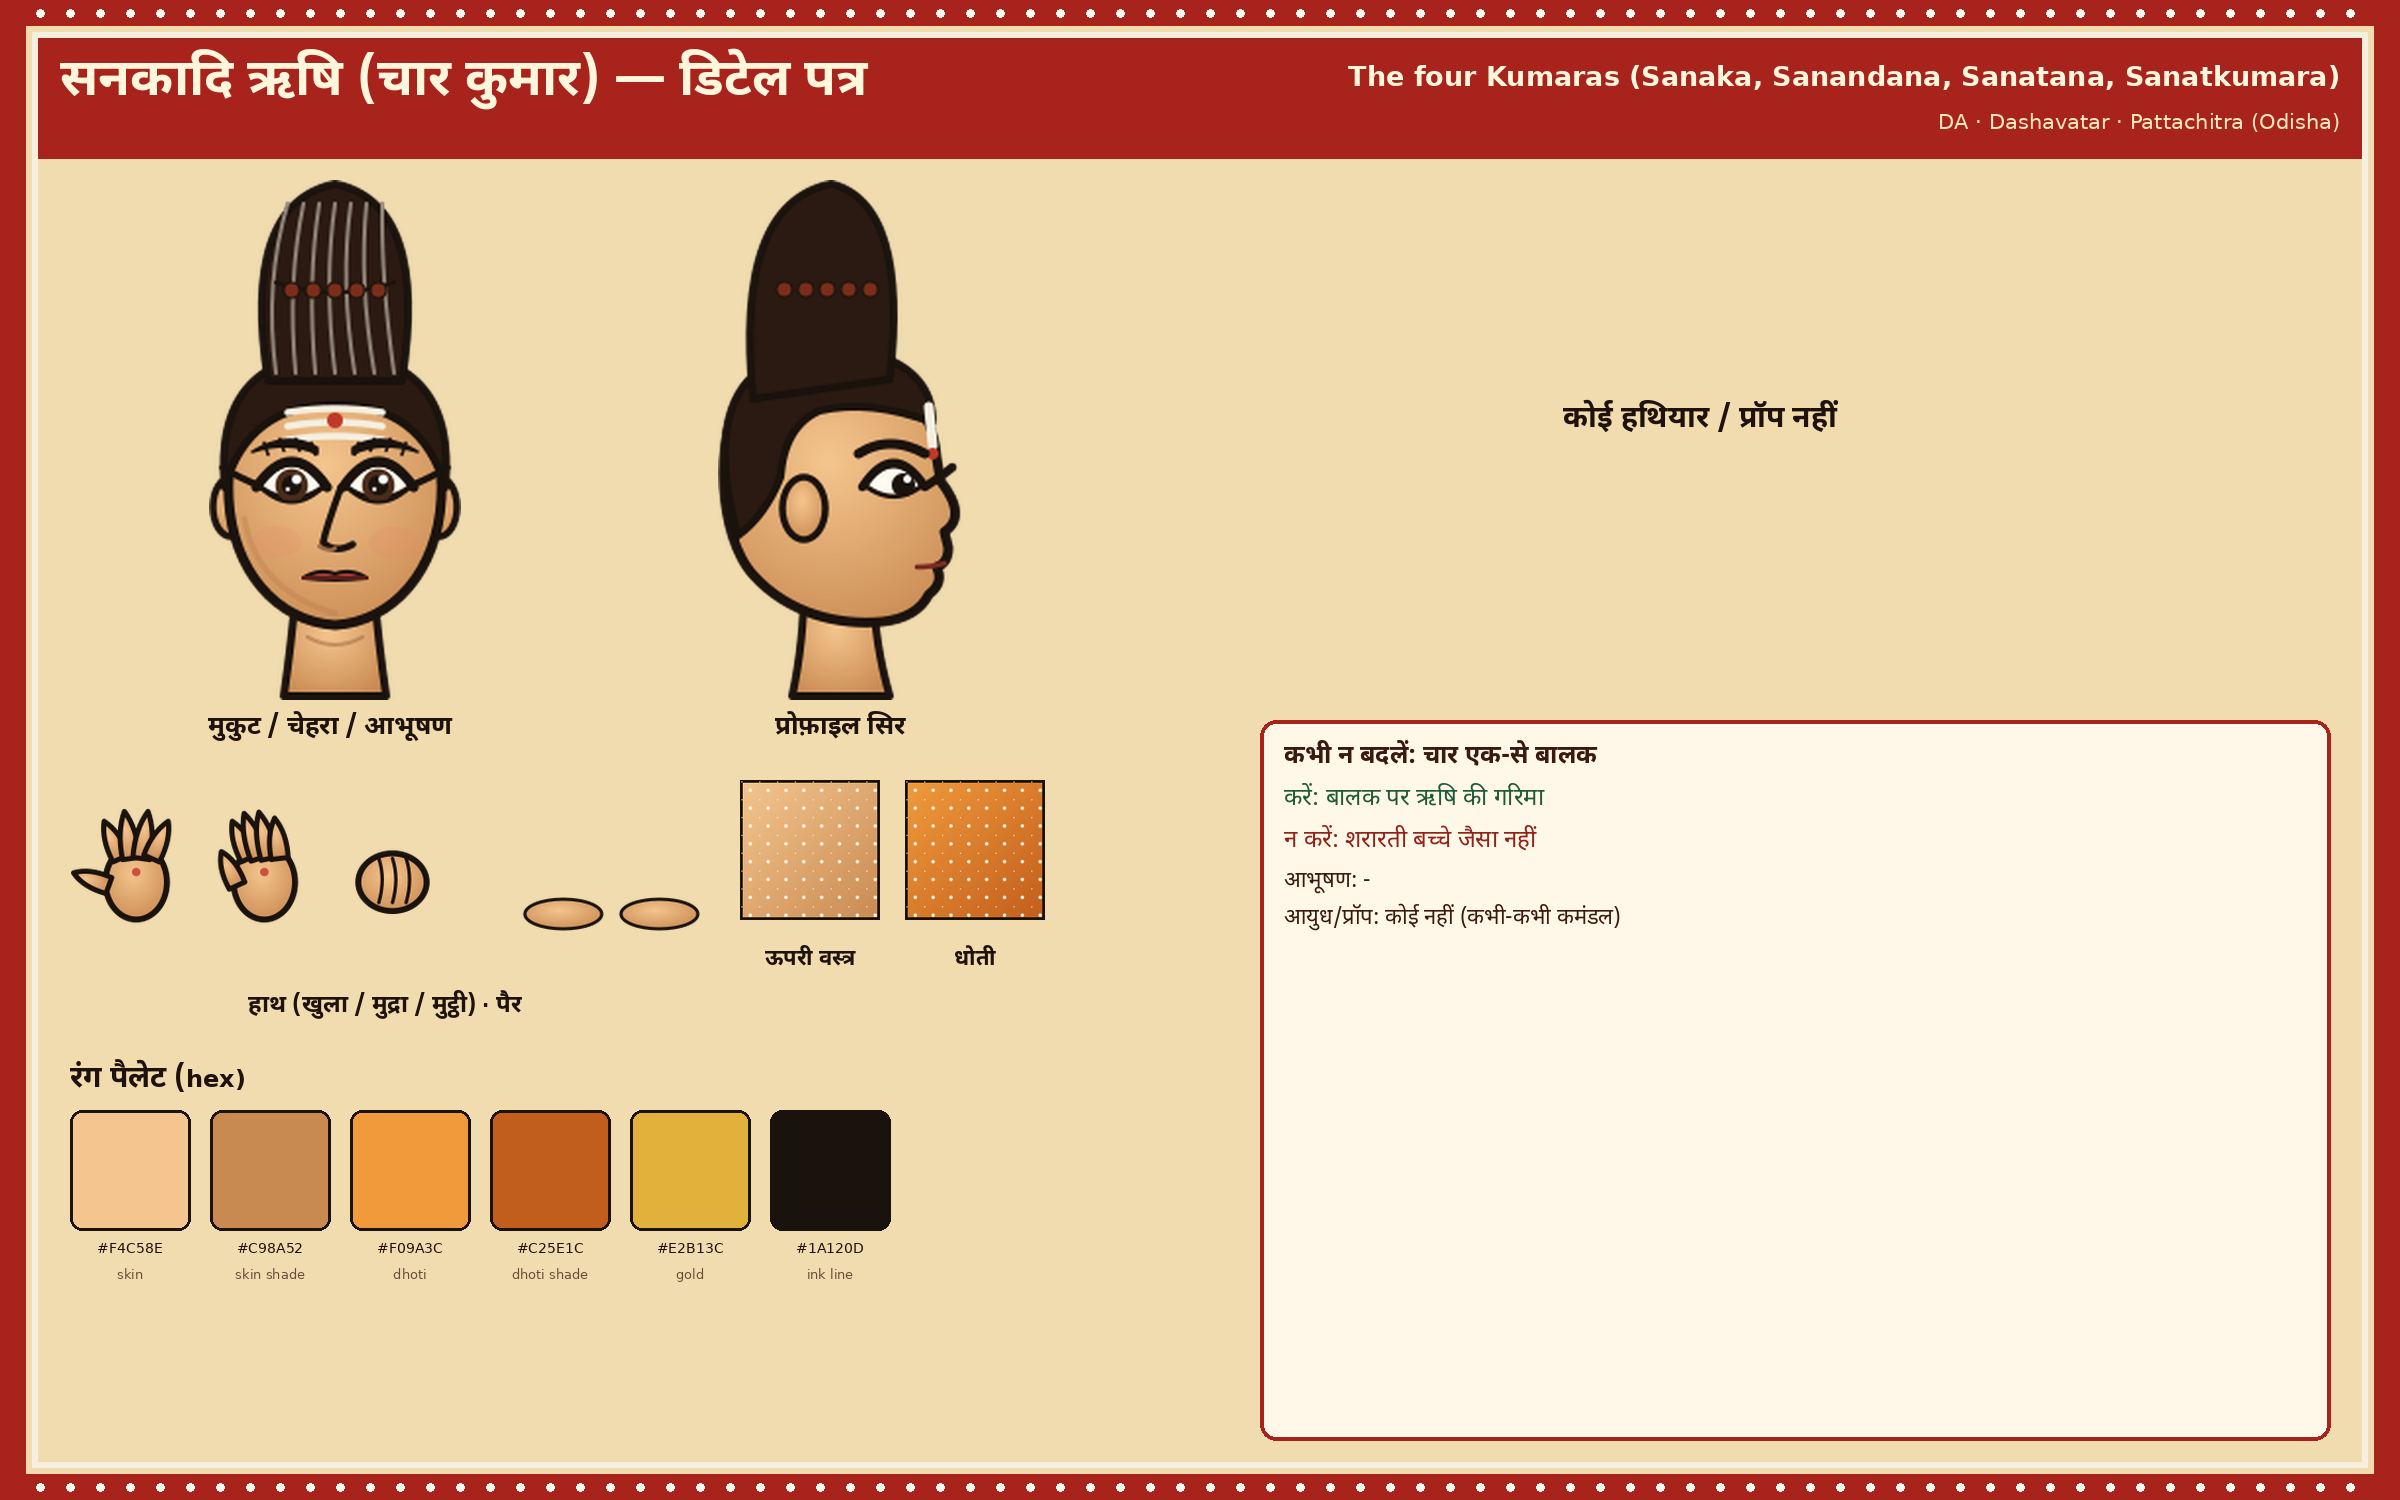 सनकादि ऋषि (चार कुमार) — डिटेल पत्र
The four Kumaras (Sanaka, Sanandana, Sanatana, Sanatkumara)
DA · Dashavatar · Pattachitra (Odisha)
कोई हथियार / प्रॉप नहीं
मुकुट / चेहरा / आभूषण
प्रोफ़ाइल सिर
कभी न बदलें: चार एक-से बालक
करें: बालक पर ऋषि की गरिमा
न करें: शरारती बच्चे जैसा नहीं
आभूषण: -
आयुध/प्रॉप: कोई नहीं (कभी-कभी कमंडल)
ऊपरी वस्त्र
धोती
हाथ (खुला / मुद्रा / मुट्ठी) · पैर
रंग पैलेट (hex)
#F4C58E
#C98A52
#F09A3C
#C25E1C
#E2B13C
#1A120D
skin
skin shade
dhoti
dhoti shade
gold
ink line